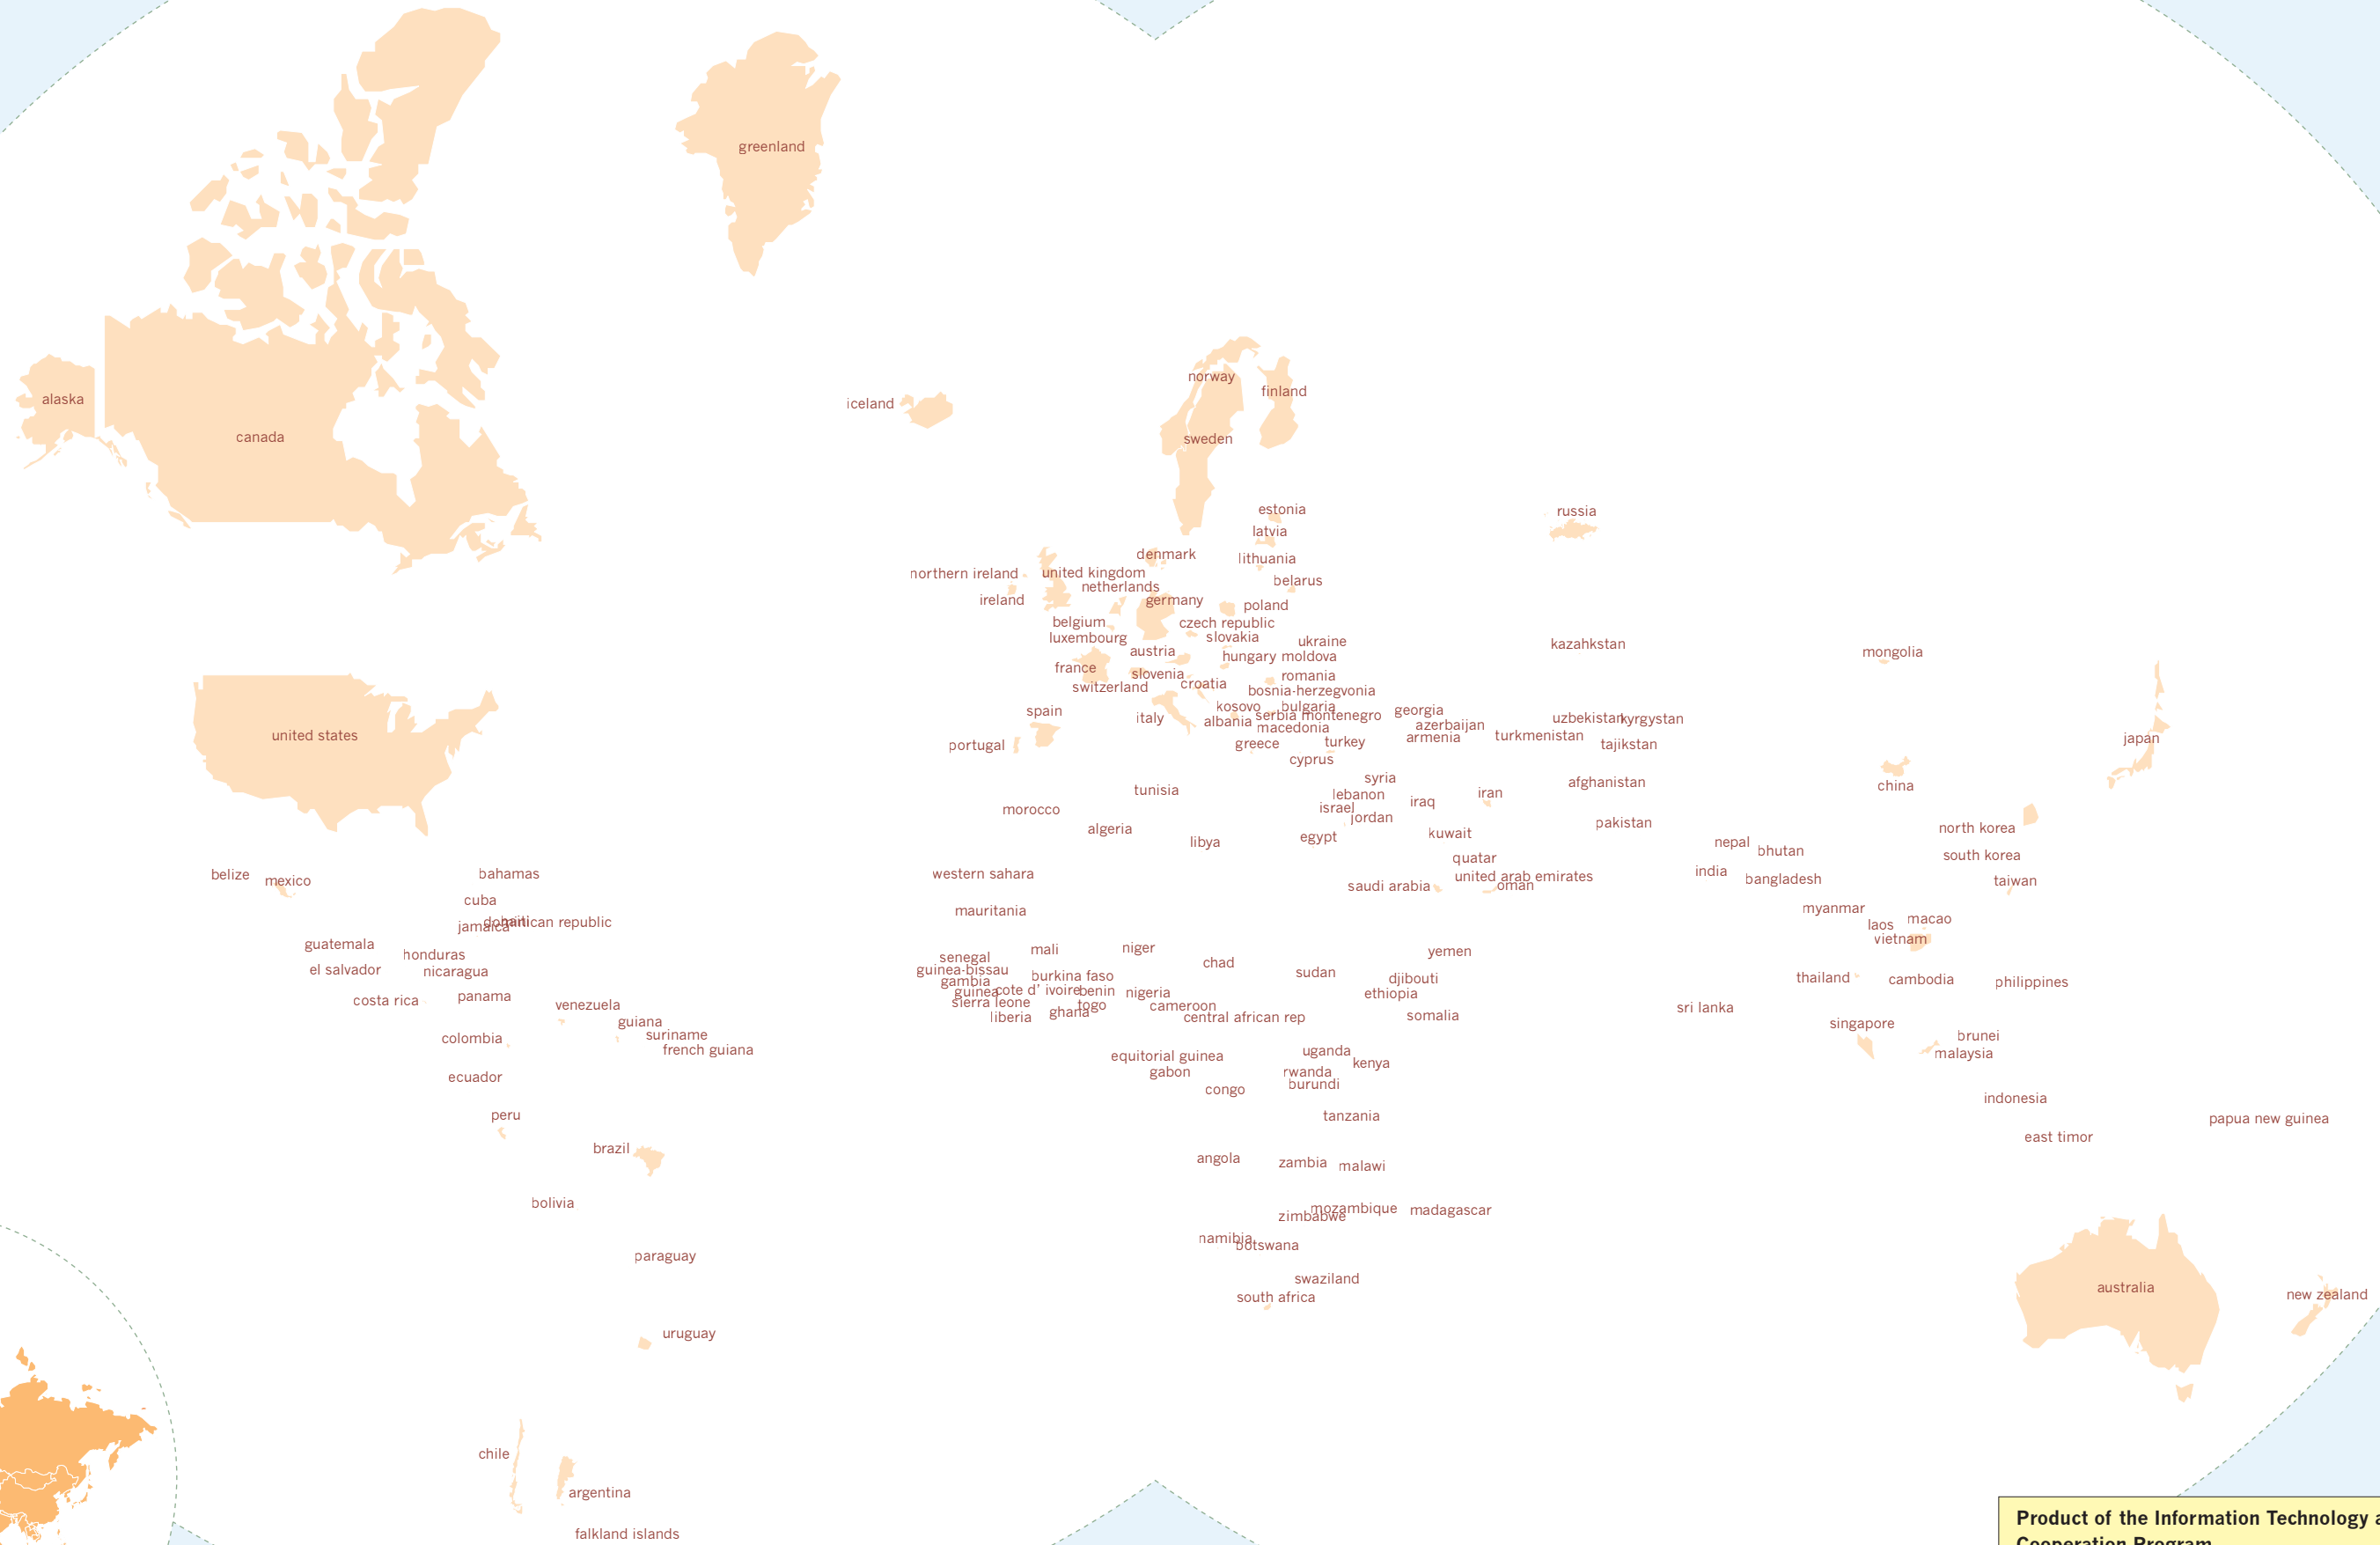 greenland
norway
finland
alaska
iceland
canada
sweden
estonia
russia
latvia
denmark
lithuania
northern ireland
united kingdom
belarus
netherlands
ireland
germany
poland
belgium
czech republic
luxembourg
slovakia
ukraine
kazahkstan
austria
hungary
moldova
mongolia
france
slovenia
romania
switzerland
croatia
bosnia-herzegvonia
spain
kosovo
bulgaria
georgia
italy
albania
serbia montenegro
uzbekistan
kyrgystan
azerbaijan
macedonia
united states
armenia
turkmenistan
japan
portugal
greece
turkey
tajikstan
cyprus
syria
afghanistan
china
tunisia
lebanon
iran
iraq
morocco
israel
jordan
pakistan
algeria
north korea
libya
egypt
kuwait
nepal
bhutan
quatar
south korea
belize
mexico
bahamas
western sahara
india
united arab emirates
bangladesh
taiwan
saudi arabia
oman
cuba
mauritania
myanmar
haiti
dominican republic
jamaica
macao
laos
vietnam
guatemala
honduras
mali
niger
yemen
senegal
chad
el salvador
nicaragua
guinea-bissau
burkina faso
sudan
djibouti
thailand
cambodia
philippines
gambia
guinea
cote d' ivoire
benin
nigeria
ethiopia
costa rica
panama
venezuela
sierra leone
togo
cameroon
sri lanka
liberia
ghana
central african rep
somalia
guiana
singapore
suriname
brunei
colombia
french guiana
equitorial guinea
uganda
malaysia
kenya
ecuador
gabon
rwanda
burundi
congo
indonesia
peru
tanzania
papua new guinea
east timor
brazil
angola
zambia
malawi
bolivia
mozambique
madagascar
zimbabwe
namibia
botswana
paraguay
swaziland
australia
south africa
new zealand
uruguay
chile
argentina
falkland islands
Product of the Information Technology a
Cooperation Program